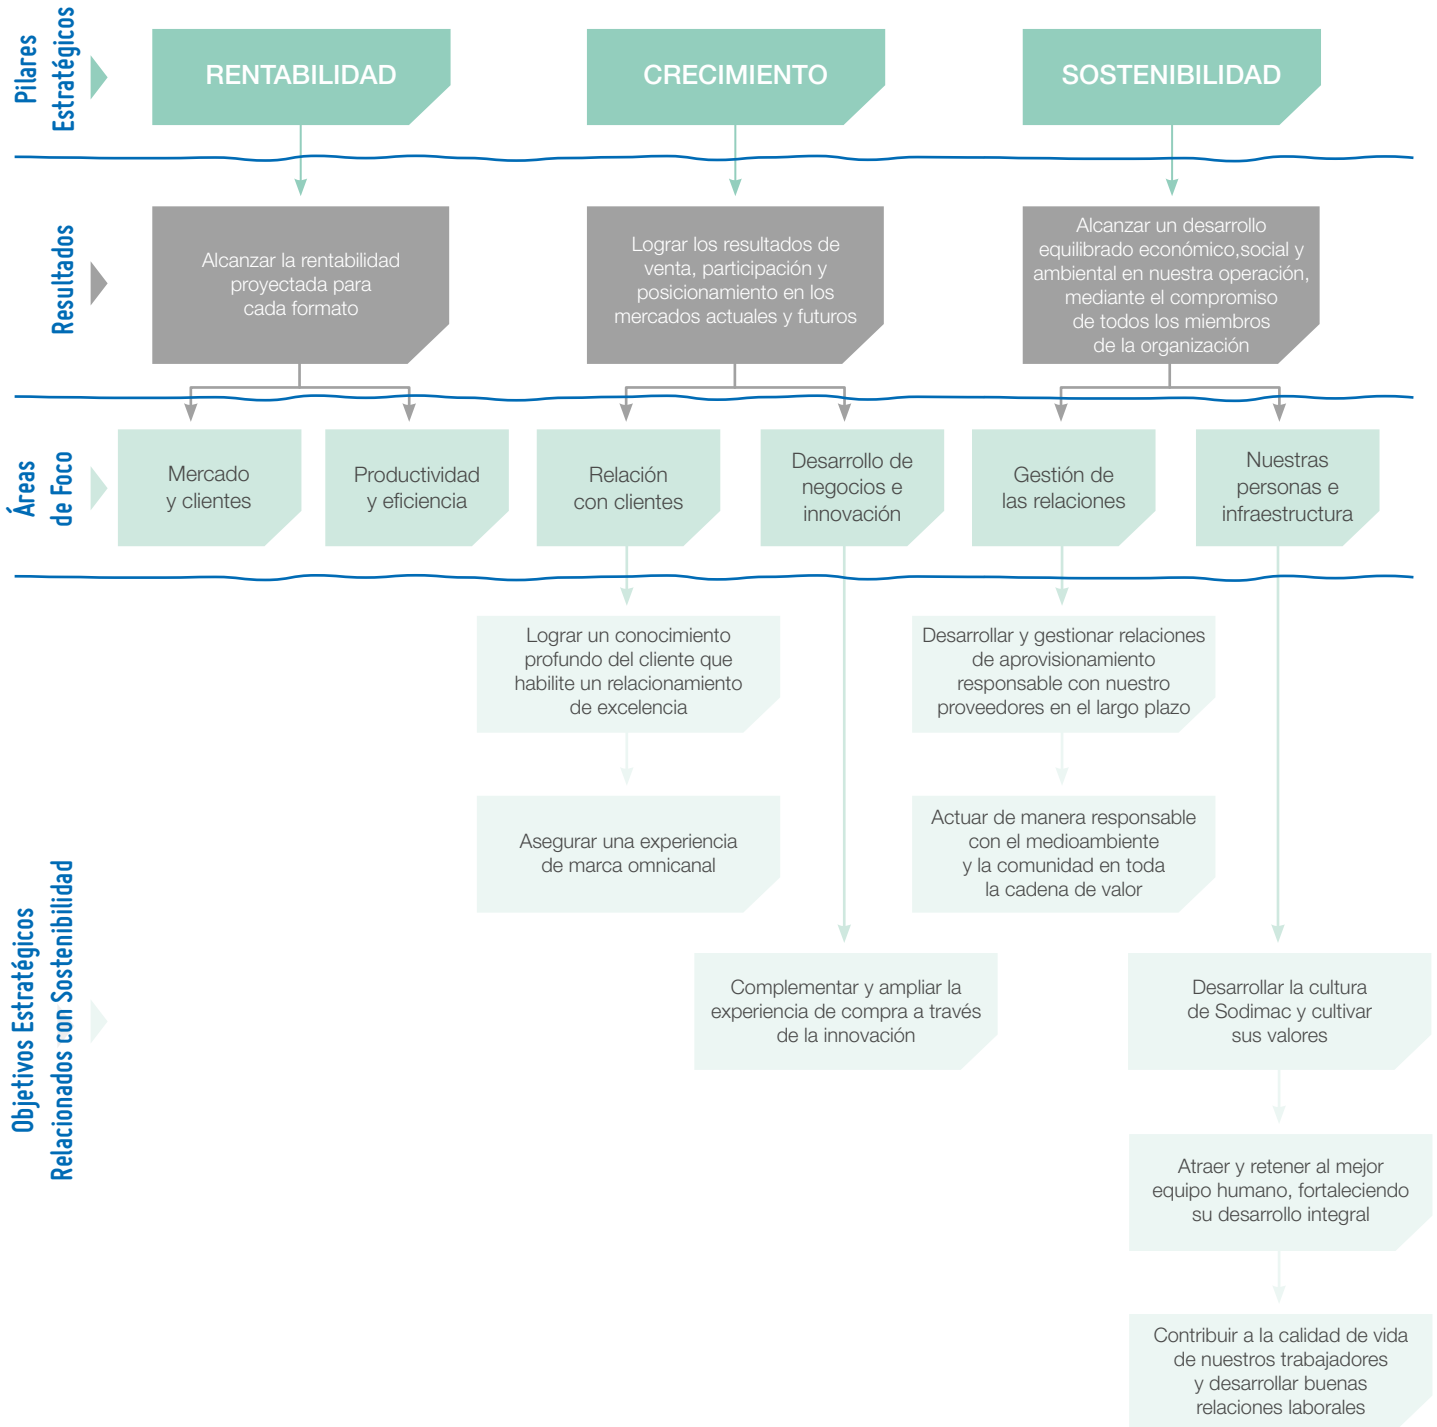 Pilares
Estratégicos
RENTABILIDAD
CRECIMIENTO
SOSTENIBILIDAD
Resultados
Alcanzar la rentabilidad
proyectada para
cada formato
Lograr los resultados de
venta, participación y
posicionamiento en los
mercados actuales y futuros
Alcanzar un desarrollo
equilibrado económico,social y
ambiental en nuestra operación,
mediante el compromiso
de todos los miembros
de la organización
Áreas
de Foco
Mercado
y clientes
Productividad
y eficiencia
Relación
con clientes
Desarrollo de
negocios e
innovación
Gestión de
las relaciones
Nuestras
personas e
infraestructura
Objetivos Estratégicos
Relacionados con Sostenibilidad
Lograr un conocimiento
profundo del cliente que
habilite un relacionamiento
de excelencia
Desarrollar y gestionar relaciones
de aprovisionamiento
responsable con nuestro
proveedores en el largo plazo
Asegurar una experiencia
de marca omnicanal
Actuar de manera responsable
con el medioambiente
y la comunidad en toda
la cadena de valor
Complementar y ampliar la
experiencia de compra a través
de la innovación
Desarrollar la cultura
de Sodimac y cultivar
sus valores
Atraer y retener al mejor
equipo humano, fortaleciendo
su desarrollo integral
Contribuir a la calidad de vida
de nuestros trabajadores
y desarrollar buenas
relaciones laborales